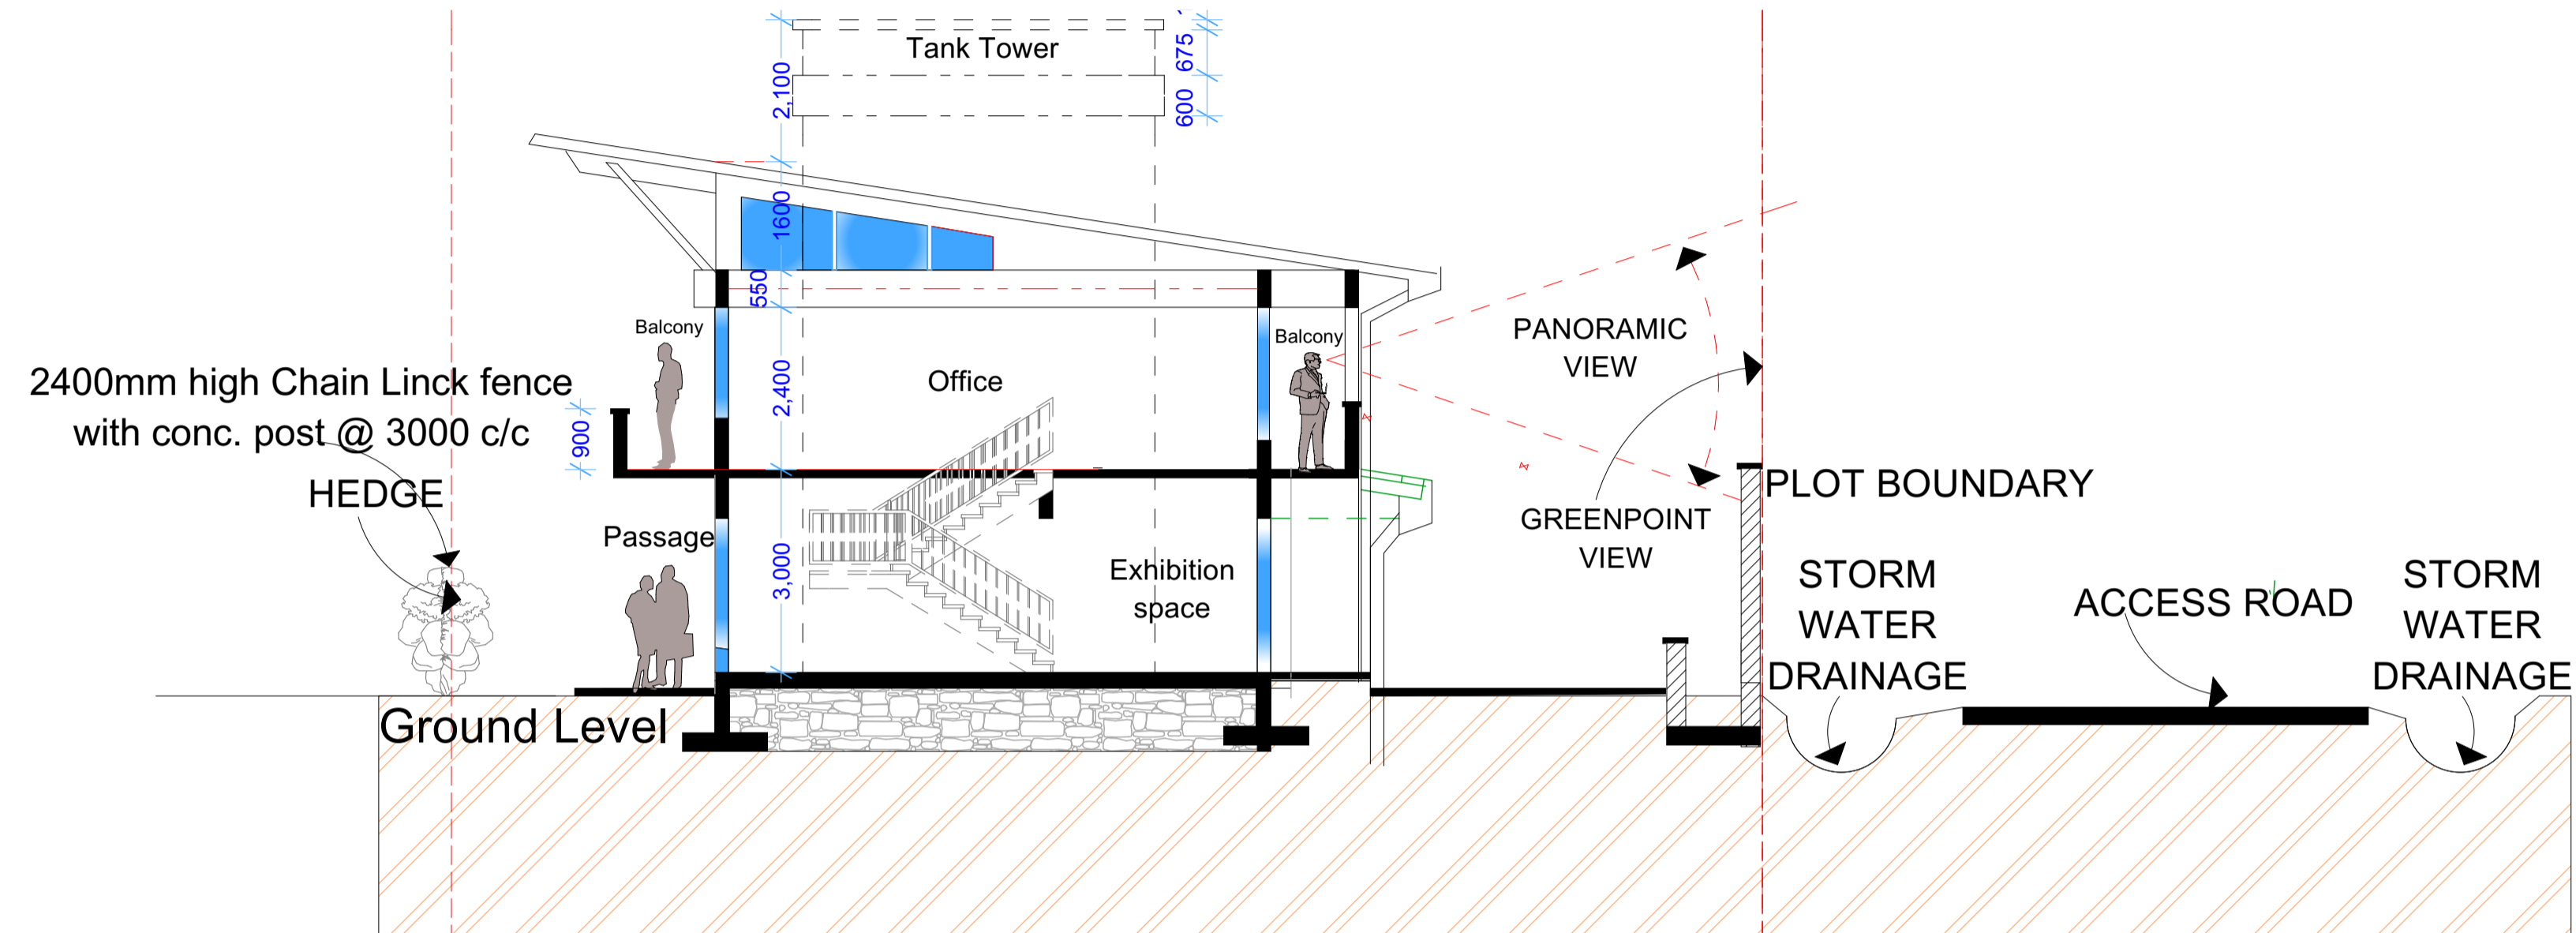 Tank Tower
675
2,100
600
1600
550
Balcony
Balcony
PANORAMIC
VIEW
2400mm high Chain Linck fence
with conc. post @ 3000 c/c
Office
2,400
900
HEDGE
PLOT BOUNDARY
GREENPOINT
VIEW
Passage
3,000
Exhibition
space
STORM
WATER
DRAINAGE
ACCESS ROAD
STORM
WATER
DRAINAGE
Ground Level